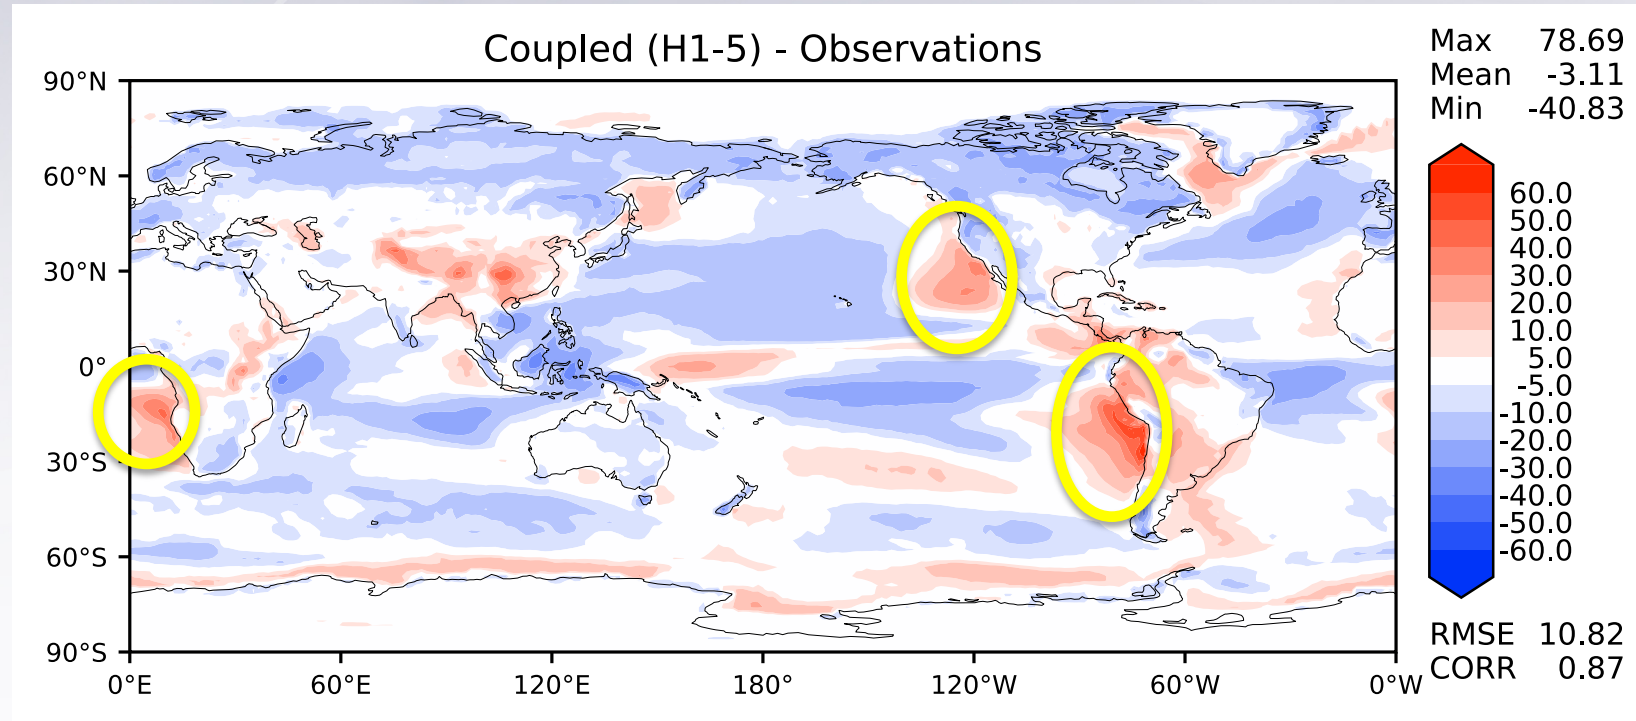 Coupled (H1-5) - Observations
Max 78.69
Mean -3.11
Min -40.83
90°N
60°N
30°N
0°
30°S
60°S
90°S
0°E
60°E
120°E
180°
120°W
60°W
0°W
60.0
50.0
40.0
30.0
20.0
10.0
5.0
-5.0
-10.0
-20.0
-30.0
-40.0
-50.0
-60.0
RMSE 10.82
CORR 0.87